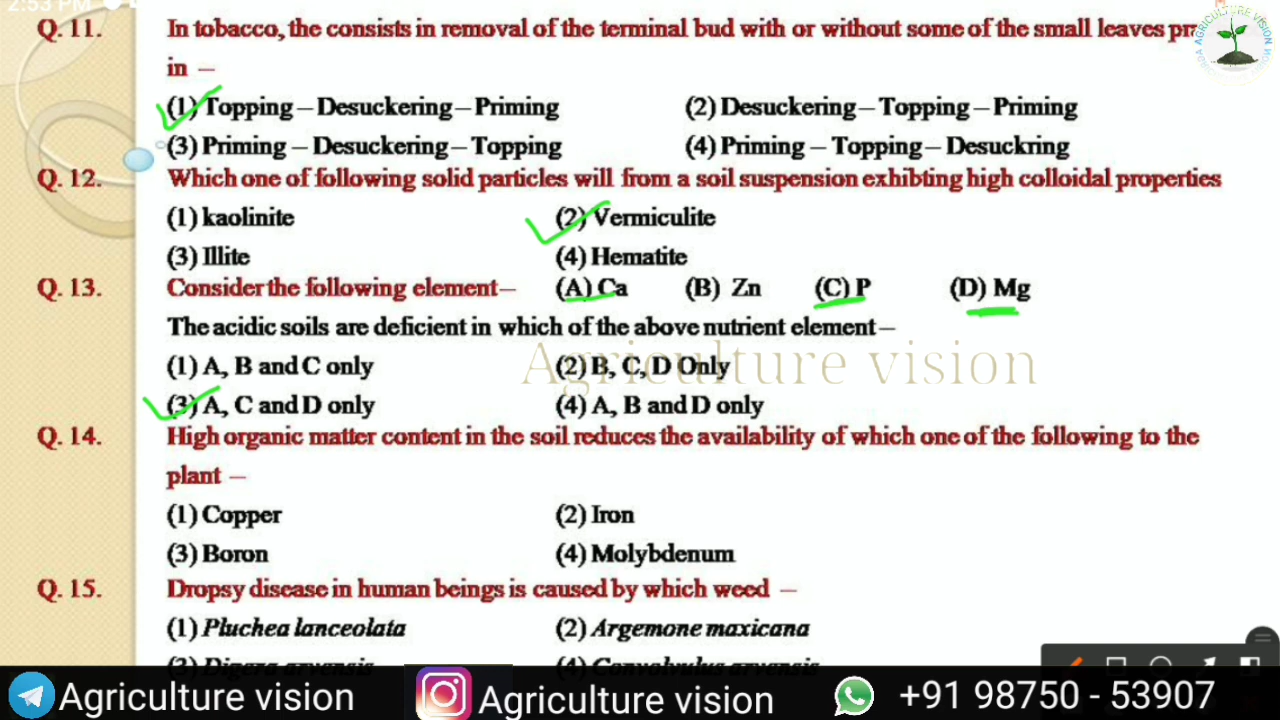 2:53 PM
Q. 11. In tobacco, the consists in removal of the terminal bud with or without some of the small leaves
in –
(1) Topping – Desuckering – Priming (2) Desuckering – Topping – Priming
(3) Priming – Desuckering – Topping (4) Priming – Topping – Desuckring
Q. 12. Which one of following solid particles will from a soil suspension exhibting high colloidal properties
(1) kaolinite (2) Vermiculite
(3) Illite (4) Hematite
Q. 13. Consider the following element– (A) Ca (B) Zn (C) P (D) Mg
The acidic soils are deficient in which of the above nutrient element –
(1) A, B and C only (2) B, C, D Only
Agriculture vision
(3) A, C and D only (4) A, B and D only
Q. 14. High organic matter content in the soil reduces the availability of which one of the following to the
plant –
(1) Copper (2) Iron
(3) Boron (4) Molybdenum
Q. 15. Dropsy disease in human beings is caused by which weed –
(1) Pluchea lanceolata (2) Argemone maxicana
(3) Digera arvensis (4) Convolvulus arvensis
Agriculture vision Agriculture vision +91 98750 - 53907